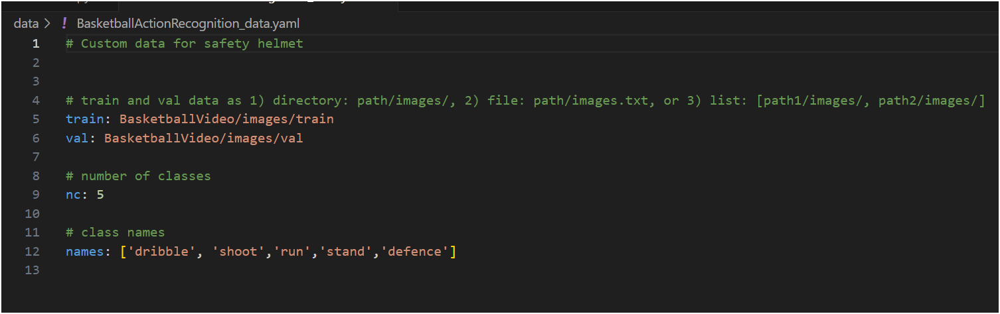 data > ! BasketballActionRecognition_data.yaml
1 # Custom data for safety helmet
2
3
4 # train and val data as 1) directory: path/images/, 2) file: path/images.txt, or 3) list: [path1/images/, path2/images/]
5 train: BasketballVideo/images/train
6 val: BasketballVideo/images/val
7
8 # number of classes
9 nc: 5
10
11 # class names
12 names: ['dribble', 'shoot','run','stand','defence']
13